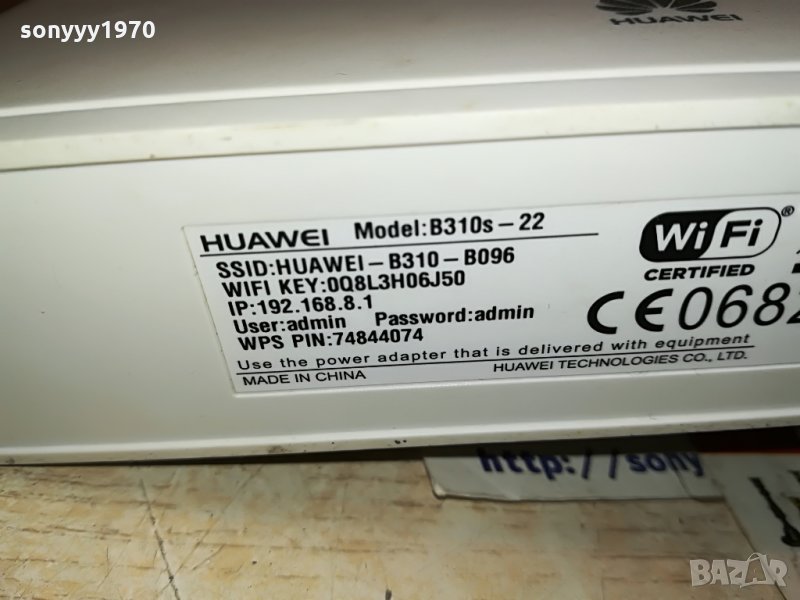 sonyyy1970
HUAWEI
HUAWEI Model:B310s-22
SSID:HUAWEI-B310-B096
WIFI KEY:0Q8L3H06J50
IP:192.168.8.1
User:admin Password:admin
WPS PIN:74844074
Use the power adapter that is delivered with equipment
MADE IN CHINA HUAWEI TECHNOLOGIES CO., LTD.
WiFi®
CERTIFIED
CE0682
http://sony
BAZAR